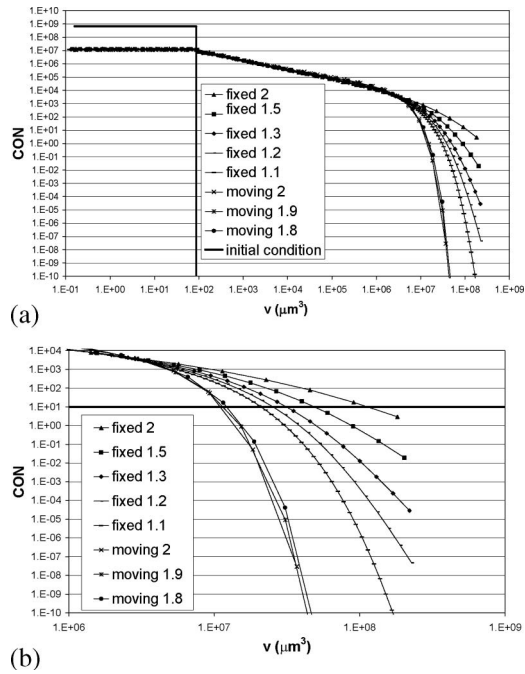 1.E+10
1.E+09
1.E+08
1.E+07
1.E+06
1.E+05
1.E+04
1.E+03
1.E+02
1.E+01
1.E+00
1.E-01
1.E-02
1.E-03
1.E-04
1.E-05
1.E-06
1.E-07
1.E-08
1.E-09
1.E-10
CON
fixed 2
fixed 1.5
fixed 1.3
fixed 1.2
fixed 1.1
moving 2
moving 1.9
moving 1.8
initial condition
1.E-01 1.E+00 1.E+01 1.E+02 1.E+03 1.E+04 1.E+05 1.E+06 1.E+07 1.E+08 1.E+09
v (μm³)
(a)
1.E+04
1.E+03
1.E+02
1.E+01
1.E+00
1.E-01
1.E-02
1.E-03
1.E-04
1.E-05
1.E-06
1.E-07
1.E-08
1.E-09
1.E-10
CON
fixed 2
fixed 1.5
fixed 1.3
fixed 1.2
fixed 1.1
moving 2
moving 1.9
moving 1.8
1.E+06 1.E+07 1.E+08 1.E+09
v (μm³)
(b)